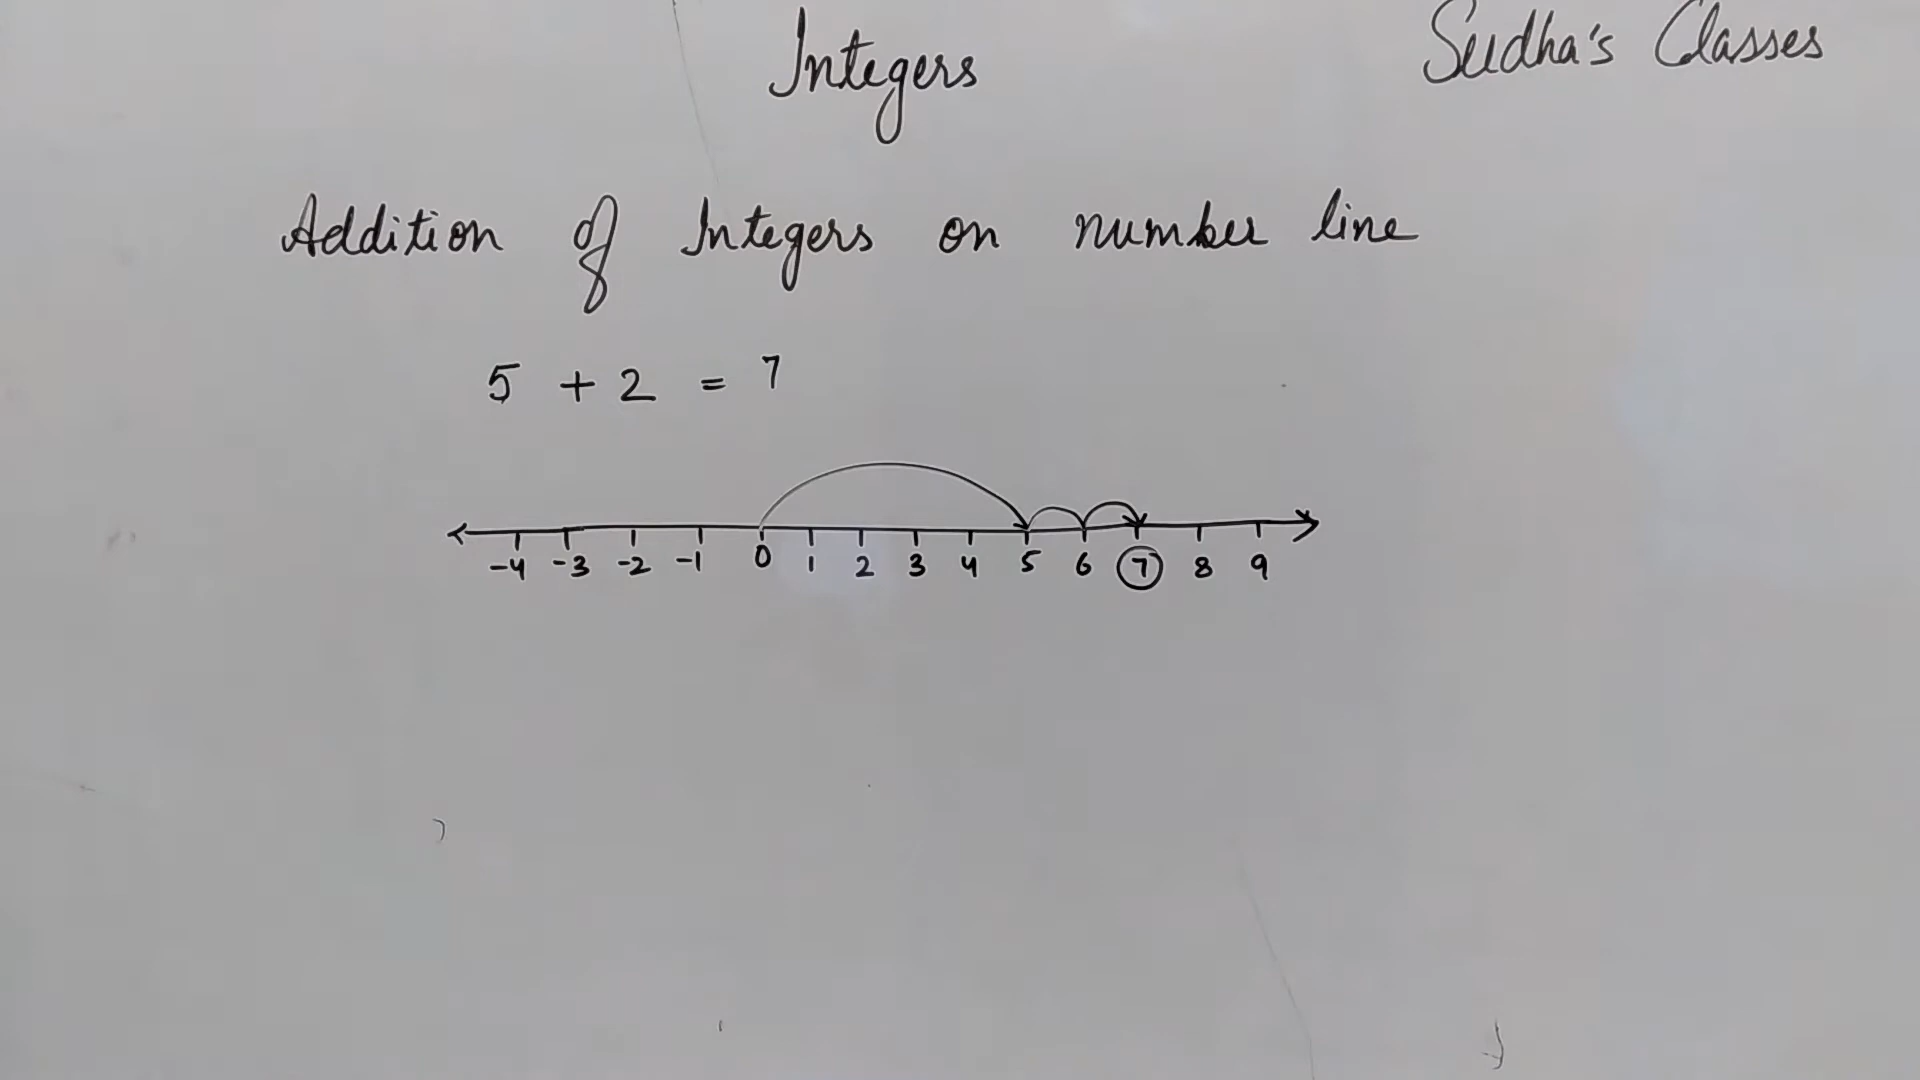 Integers
Sudha's Classes
Addition of Integers on number line
5 + 2 = 7
-4 -3 -2 -1 0 1 2 3 4 5 6 7 8 9